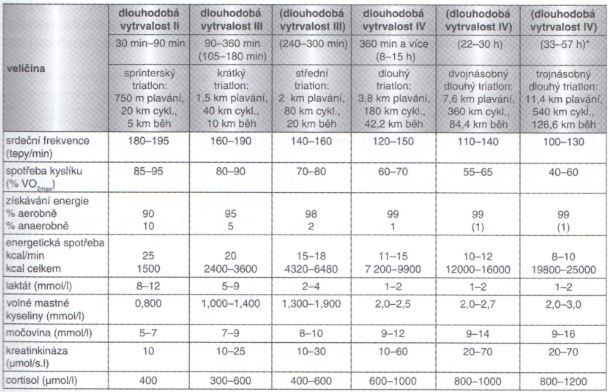 veličina | dlouhodobá vytrvalost II | dlouhodobá vytrvalost III | (dlouhodobá vytrvalost III) | dlouhodobá vytrvalost IV | (dlouhodobá vytrvalost IV) | (dlouhodobá vytrvalost IV)
30 min–90 min | 90–360 min (105–180 min) | (240–300 min) | 360 min a více (8–15 h) | (22–30 h) | (33–57 h)*
sprinterský triatlon: 750 m plavání, 20 km cykl., 5 km běh | krátký triatlon: 1,5 km plavání, 40 km cykl., 10 km běh | střední triatlon: 2 km plavání, 80 km cykl., 20 km běh | dlouhý triatlon: 3,8 km plavání, 180 km cykl., 42,2 km běh | dvojnásobný dlouhý triatlon: 7,6 km plavání, 360 km cykl., 84,4 km běh | trojnásobný dlouhý triatlon: 11,4 km plavání, 540 km cykl., 126,6 km běh
srdeční frekvence (tepy/min) | 180–195 | 160–190 | 140–160 | 120–150 | 110–140 | 100–130
spotřeba kyslíku (% VO2max) | 85–95 | 80–90 | 70–80 | 60–70 | 55–65 | 40–60
získávání energie
% aerobně | 90 | 95 | 98 | 99 | 99 | 99
% anaerobně | 10 | 5 | 2 | 1 | (1) | (1)
energetická spotřeba
kcal/min | 25 | 20 | 15–18 | 11–15 | 10–12 | 8–10
kcal celkem | 1500 | 2400–3600 | 4320–6480 | 7 200–9900 | 12000–16000 | 19800–25000
laktát (mmol/l) | 8–12 | 5–9 | 2–4 | 1–2 | 1–2 | 1–2
volné mastné kyseliny (mmol/l) | 0,800 | 1,000–1,400 | 1,300–1,900 | 2,0–2,5 | 2,0–2,7 | 2,0–3,0
močovina (mmol/l) | 5–7 | 7–9 | 8–10 | 9–12 | 9–14 | 9–16
kreatinkináza (µmol/s.l) | 10 | 10–25 | 10–30 | 10–60 | 20–70 | 20–70
cortisol (µmol/l) | 400 | 300–600 | 400–600 | 600–1000 | 800–1000 | 800–1200